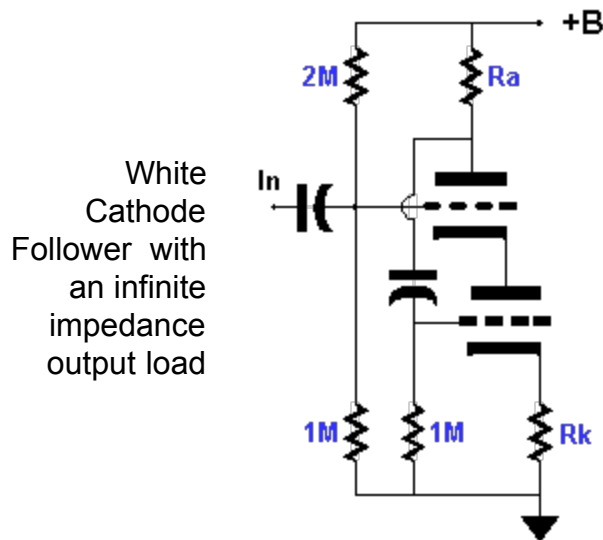 +B
2M
Ra
White
In
Cathode
Follower with
an infinite
impedance
output load
1M
1M
Rk